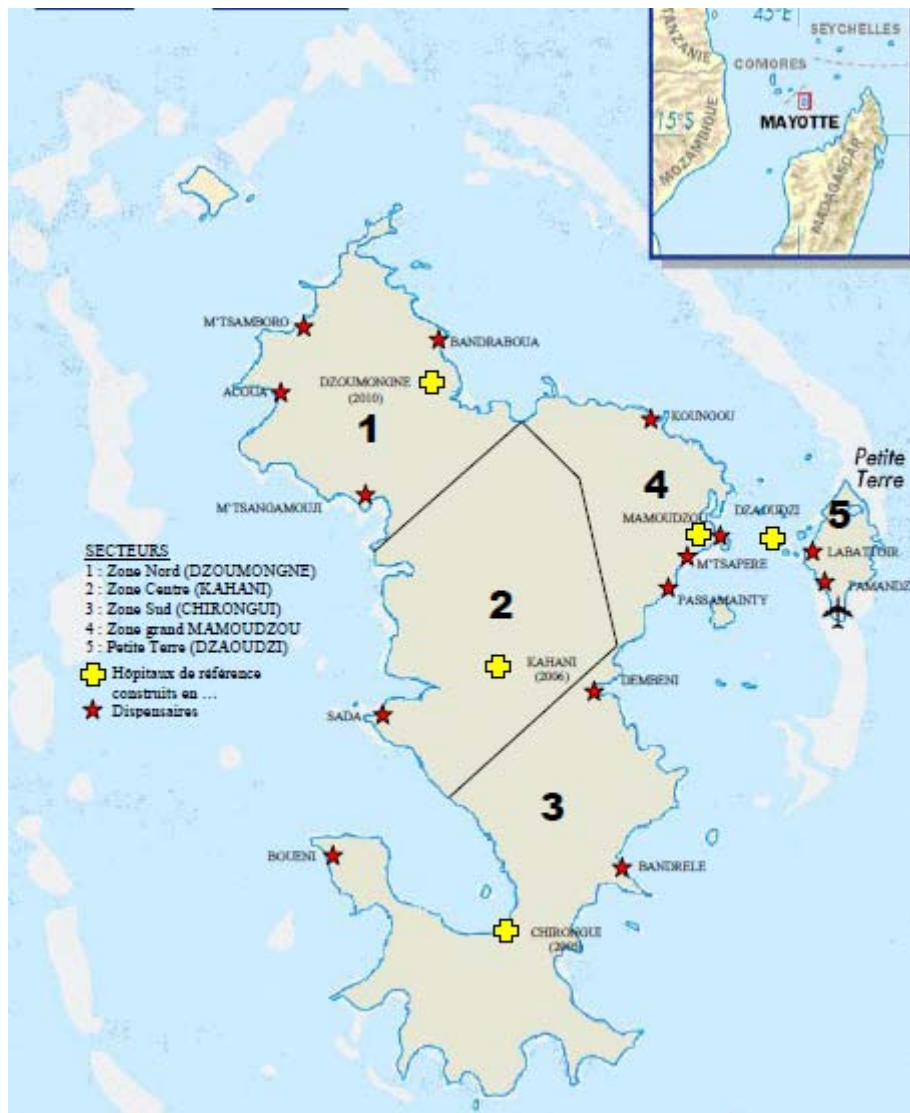 45°E
SEYCHELLES
TANZANIE
COMORES
15°S
MAYOTTE
MOZAMBIQUE
MADAGASCAR
M'TSAMBORO
BANDRABOUA
DZOUMONGNE
(2010)
ACOUA
1
KOUNGOU
4
Petite
Terre
M'TSANGAMOUJI
MAMOUDZOU
DZAOUDZI
5
LABATTOIR
M'TSAPERE
PAMANDZ
PASSAMAINTY
SECTEURS
1 : Zone Nord (DZOUMONGNE)
2 : Zone Centre (KAHANI)
3 : Zone Sud (CHIRONGUI)
4 : Zone grand MAMOUDZOU
5 : Petite Terre (DZAOUDZI)
Hôpitaux de référence
construits en ...
Dispensaires
2
KAHANI
(2006)
DEMBENI
SADA
3
BOUENI
BANDRELE
CHIRONGUI